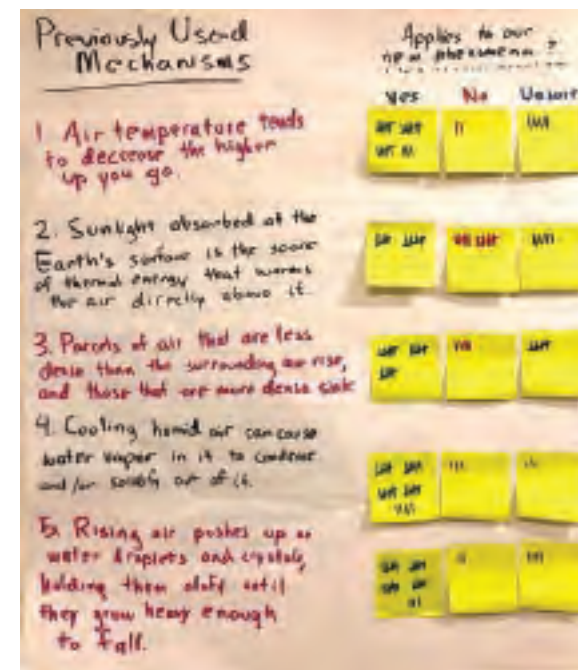 Previously Used
Mechanisms
Applies to our
new phenomena?
Yes No Unsure
1. Air temperature tends
to decrease the higher
up you go.
2. Sunlight absorbed at the
Earth's surface is the source
of thermal energy that warms
the air directly above it.
3. Parcels of air that are less
dense than the surrounding air rise,
and those that are more dense sink
4. Cooling humid air can cause
water vapor in it to condense
and/or solidify out of it.
5. Rising air pushes up on
water droplets and crystals,
holding them aloft until
they grow heavy enough
to fall.